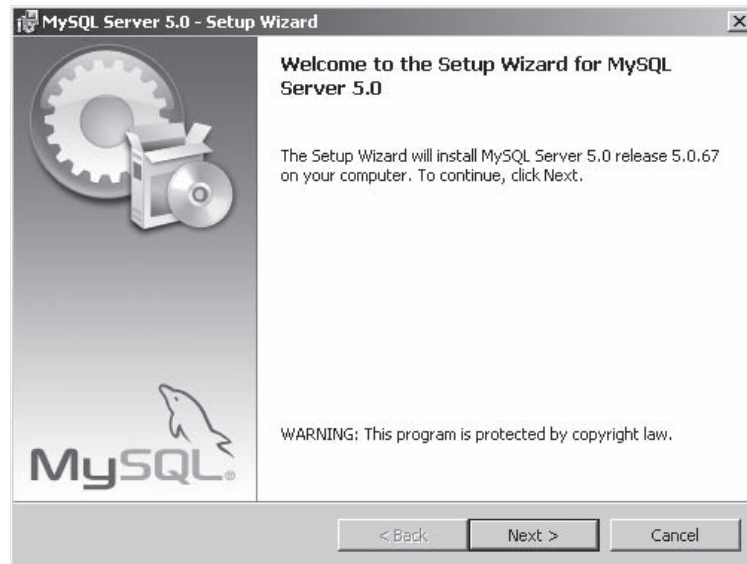 MySQL Server 5.0 - Setup Wizard
Welcome to the Setup Wizard for MySQL
Server 5.0
The Setup Wizard will install MySQL Server 5.0 release 5.0.67
on your computer. To continue, click Next.
WARNING: This program is protected by copyright law.
MySQL®
< Back
Next >
Cancel